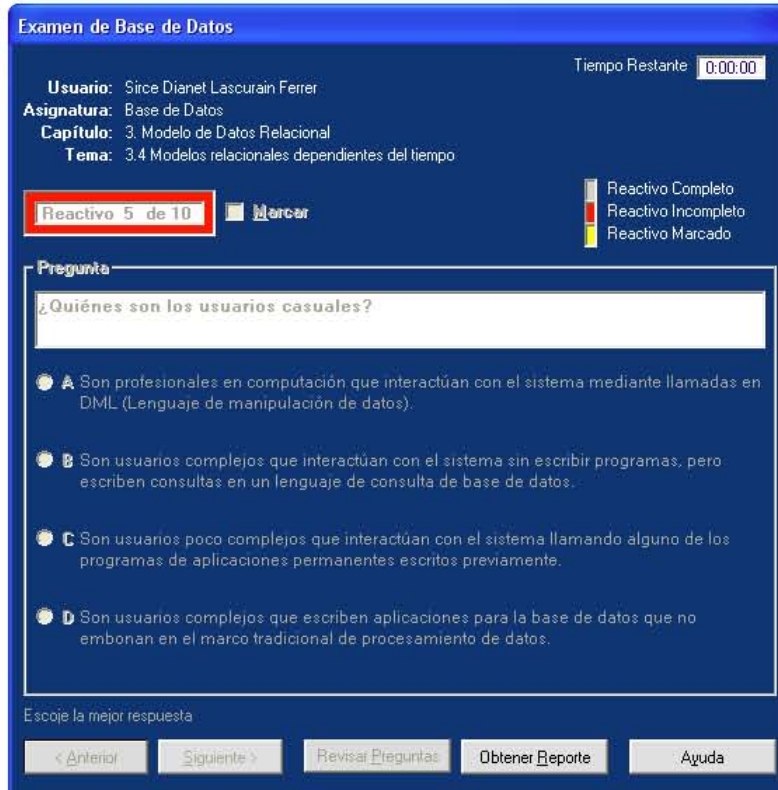 Examen de Base de Datos
Tiempo Restante 0:00:00
Usuario: Sirce Dianet Lascurain Ferrer
Asignatura: Base de Datos
Capítulo: 3. Modelo de Datos Relacional
Tema: 3.4 Modelos relacionales dependientes del tiempo
Reactivo 5 de 10
Marcar
Reactivo Completo
Reactivo Incompleto
Reactivo Marcado
Pregunta
¿Quiénes son los usuarios casuales?
A Son profesionales en computación que interactúan con el sistema mediante llamadas en
DML (Lenguaje de manipulación de datos).
B Son usuarios complejos que interactúan con el sistema sin escribir programas, pero
escriben consultas en un lenguaje de consulta de base de datos.
C Son usuarios poco complejos que interactúan con el sistema llamando alguno de los
programas de aplicaciones permanentes escritos previamente.
D Son usuarios complejos que escriben aplicaciones para la base de datos que no
embonan en el marco tradicional de procesamiento de datos.
Escoje la mejor respuesta
< Anterior
Siguiente >
Revisar Preguntas
Obtener Reporte
Ayuda